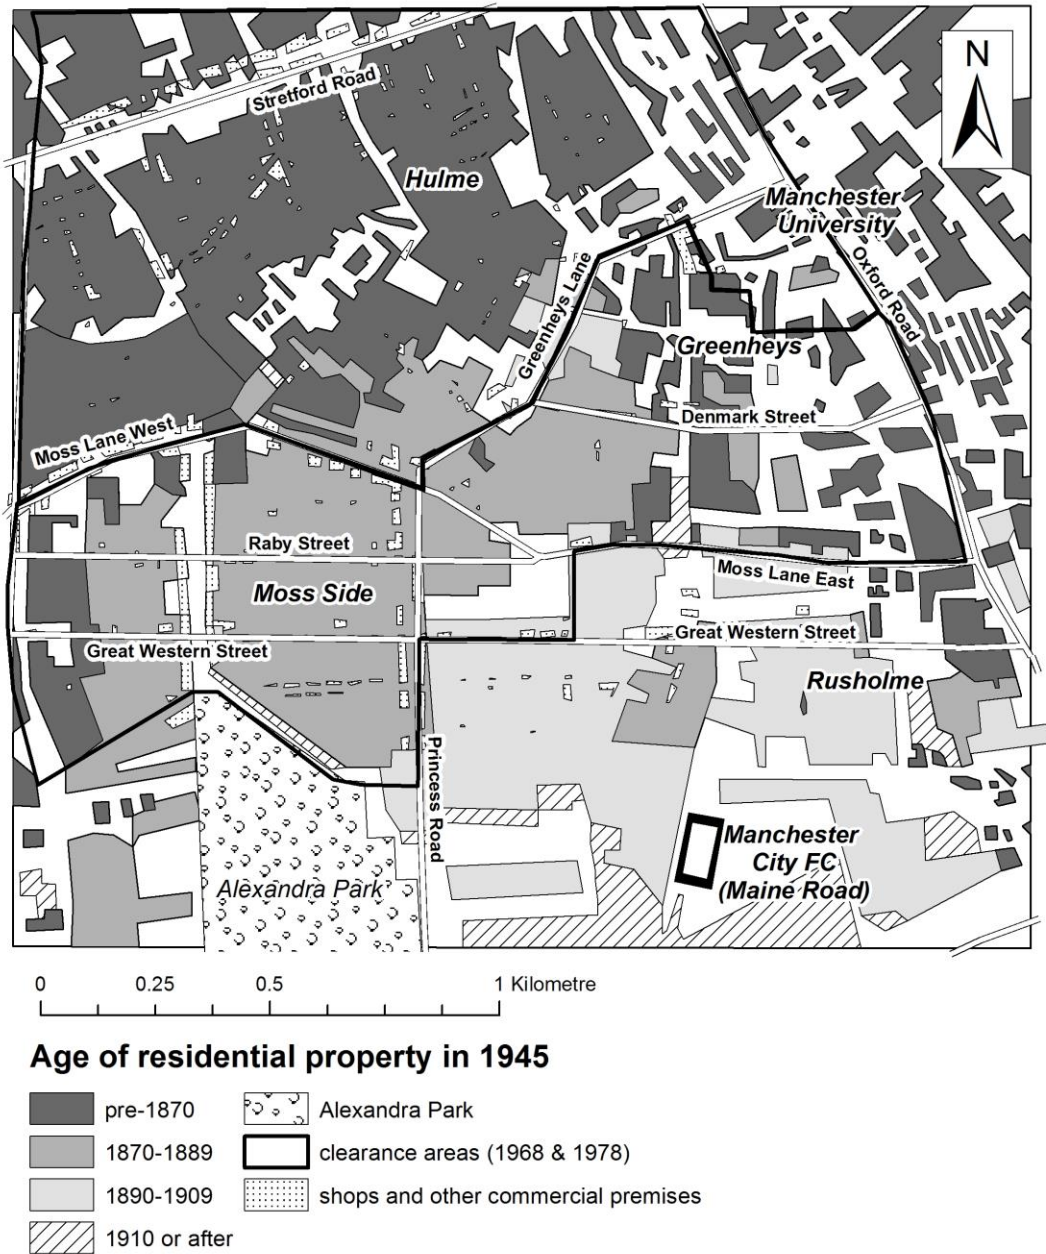 N
Stretford Road
Hulme
Manchester
University
Oxford Road
Greenheys Lane
Greenheys
Denmark Street
Moss Lane West
Raby Street
Moss Side
Moss Lane East
Great Western Street
Great Western Street
Rusholme
Princess Road
Manchester
City FC
(Maine Road)
Alexandra Park
0 0.25 0.5 1 Kilometre
Age of residential property in 1945
pre-1870
1870-1889
1890-1909
1910 or after
Alexandra Park
clearance areas (1968 & 1978)
shops and other commercial premises